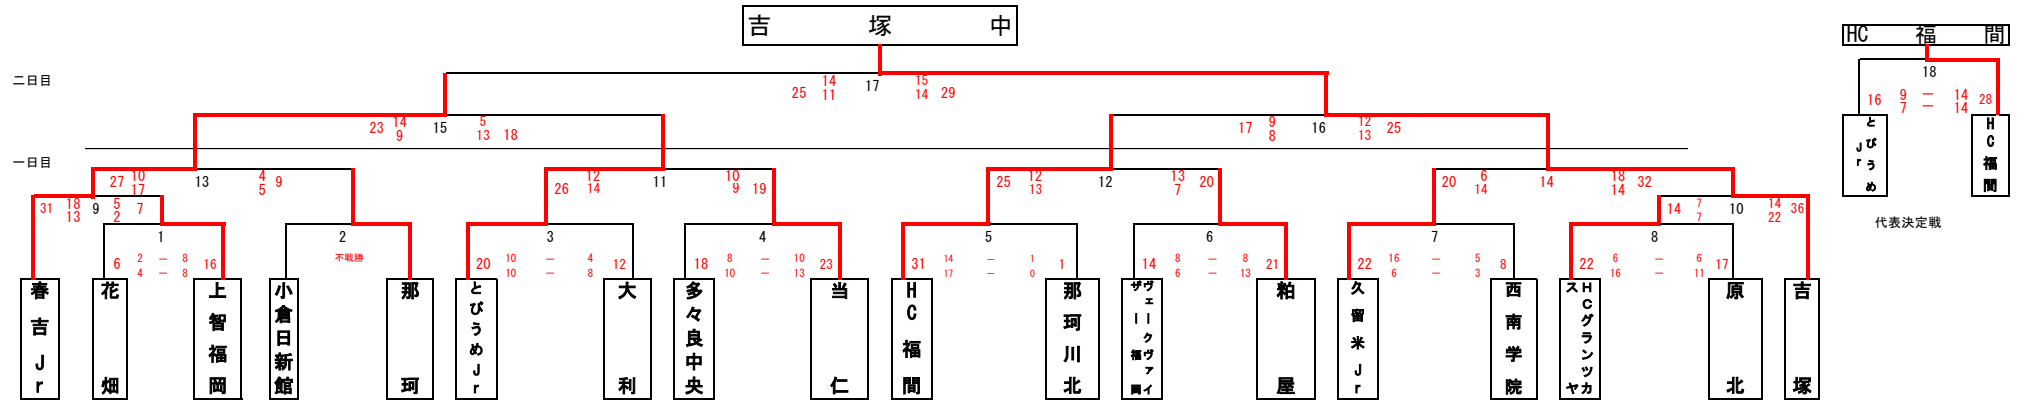 吉塚中
HC福間
二日目
14 15
25 17 29
11 14
18
9 ー 14
16 28
7 ー 14
とびうめJr
HC福間
代表決定戦
14 5
23 15 18
9 13
9 12
17 16 25
8 13
一日目
10 4
27 13 9
17 5
12 10
26 11 19
14 9
12 13
25 12 20
13 7
6 18
20 14 32
14 14
18 5
31 9 7
13 2
7 14
14 10 36
7 22
1
2 ー 8
6 16
4 ー 8
2
不戦勝
3
10 ー 4
20 12
10 ー 8
4
8 ー 10
18 23
10 ー 13
5
14 ー 1
31 1
17 ー 0
6
8 ー 8
14 21
6 ー 13
7
16 ー 5
22 8
6 ー 3
8
6 ー 6
22 17
16 ー 11
春吉Jr
花畑
上智福岡
小倉日新館
那珂
とびうめJr
大利
多々良中央
当仁
HC福間
那珂川北
ヴェークヴァイザー福岡
粕屋
久留米Jr
西南学院
HCグランツカスヤ
原北
吉塚